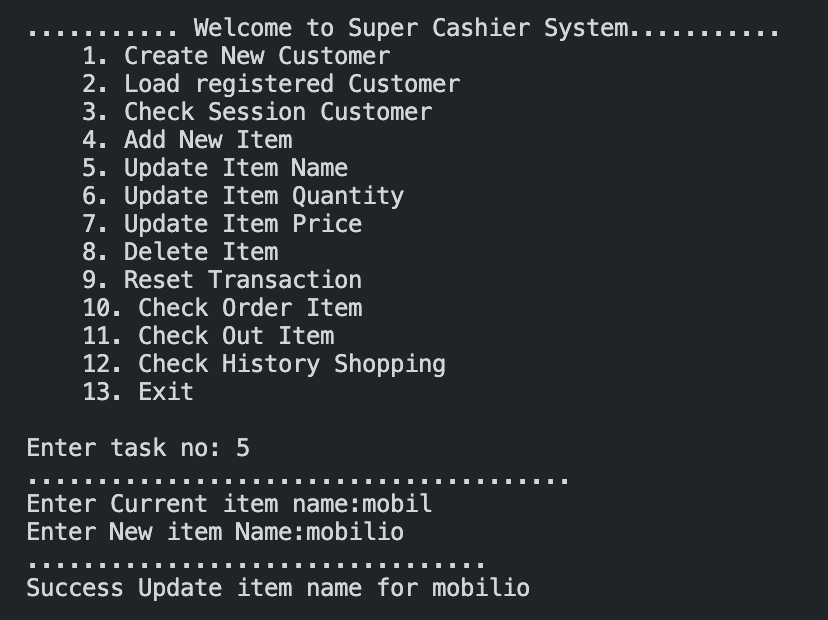 ........... Welcome to Super Cashier System...........
1. Create New Customer
2. Load registered Customer
3. Check Session Customer
4. Add New Item
5. Update Item Name
6. Update Item Quantity
7. Update Item Price
8. Delete Item
9. Reset Transaction
10. Check Order Item
11. Check Out Item
12. Check History Shopping
13. Exit
Enter task no: 5
.......................................
Enter Current item name:mobil
Enter New item Name:mobilio
.................................
Success Update item name for mobilio